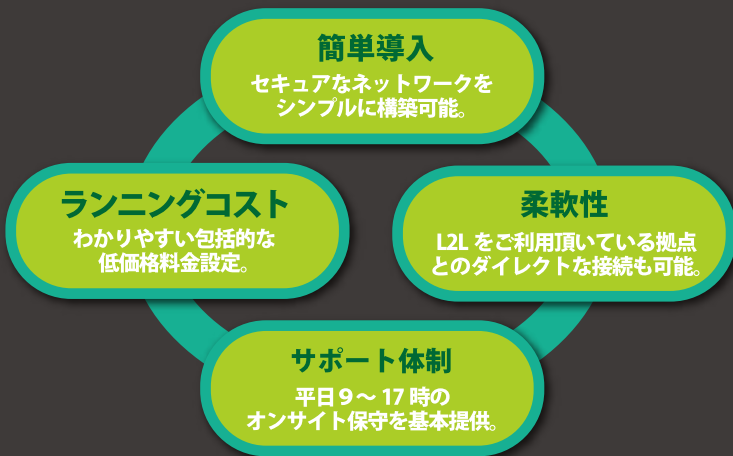 簡単導入
セキュアなネットワークを
シンプルに構築可能。
ランニングコスト
わかりやすい包括的な
低価格料金設定。
柔軟性
L2L をご利用頂いている拠点
とのダイレクトな接続も可能。
サポート体制
平日9～17時の
オンサイト保守を基本提供。